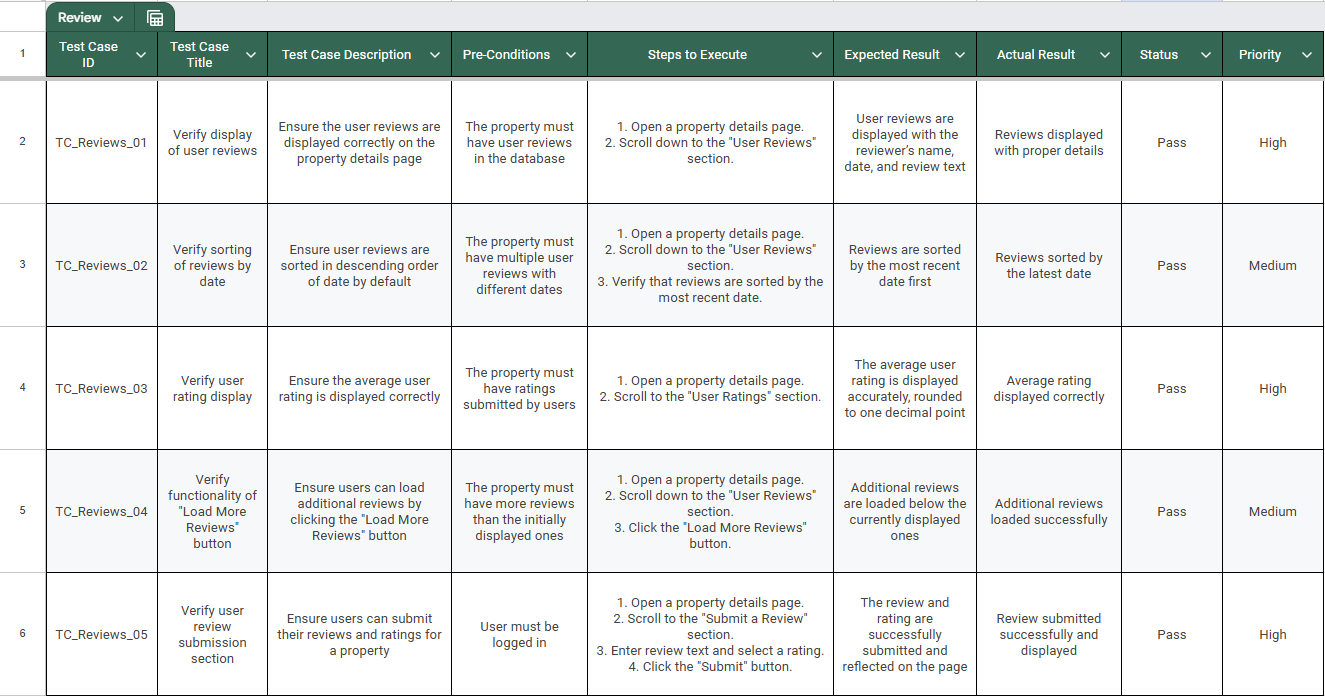 Review
1
Test Case
ID
Test Case
Title
Test Case Description
Pre-Conditions
Steps to Execute
Expected Result
Actual Result
Status
Priority
2
TC_Reviews_01
Verify display
of user reviews
Ensure the user reviews are
displayed correctly on the
property details page
The property must
have user reviews
in the database
1. Open a property details page.
2. Scroll down to the "User Reviews"
section.
User reviews are
displayed with the
reviewer's name,
date, and review text
Reviews displayed
with proper details
Pass
High
3
TC_Reviews_02
Verify sorting
of reviews by
date
Ensure user reviews are
sorted in descending order
of date by default
The property must
have multiple user
reviews with
different dates
1. Open a property details page.
2. Scroll down to the "User Reviews"
section.
3. Verify that reviews are sorted by the
most recent date.
Reviews are sorted
by the most recent
date first
Reviews sorted by
the latest date
Pass
Medium
4
TC_Reviews_03
Verify user
rating display
Ensure the average user
rating is displayed correctly
The property must
have ratings
submitted by users
1. Open a property details page.
2. Scroll to the "User Ratings" section.
The average user
rating is displayed
accurately, rounded
to one decimal point
Average rating
displayed correctly
Pass
High
5
TC_Reviews_04
Verify
functionality of
"Load More
Reviews"
button
Ensure users can load
additional reviews by
clicking the "Load More
Reviews" button
The property must
have more reviews
than the initially
displayed ones
1. Open a property details page.
2. Scroll down to the "User Reviews"
section.
3. Click the "Load More Reviews"
button.
Additional reviews
are loaded below the
currently displayed
ones
Additional reviews
loaded successfully
Pass
Medium
6
TC_Reviews_05
Verify user
review
submission
section
Ensure users can submit
their reviews and ratings for
a property
User must be
logged in
1. Open a property details page.
2. Scroll to the "Submit a Review"
section.
3. Enter review text and select a rating.
4. Click the "Submit" button.
The review and
rating are
successfully
submitted and
reflected on the page
Review submitted
successfully and
displayed
Pass
High